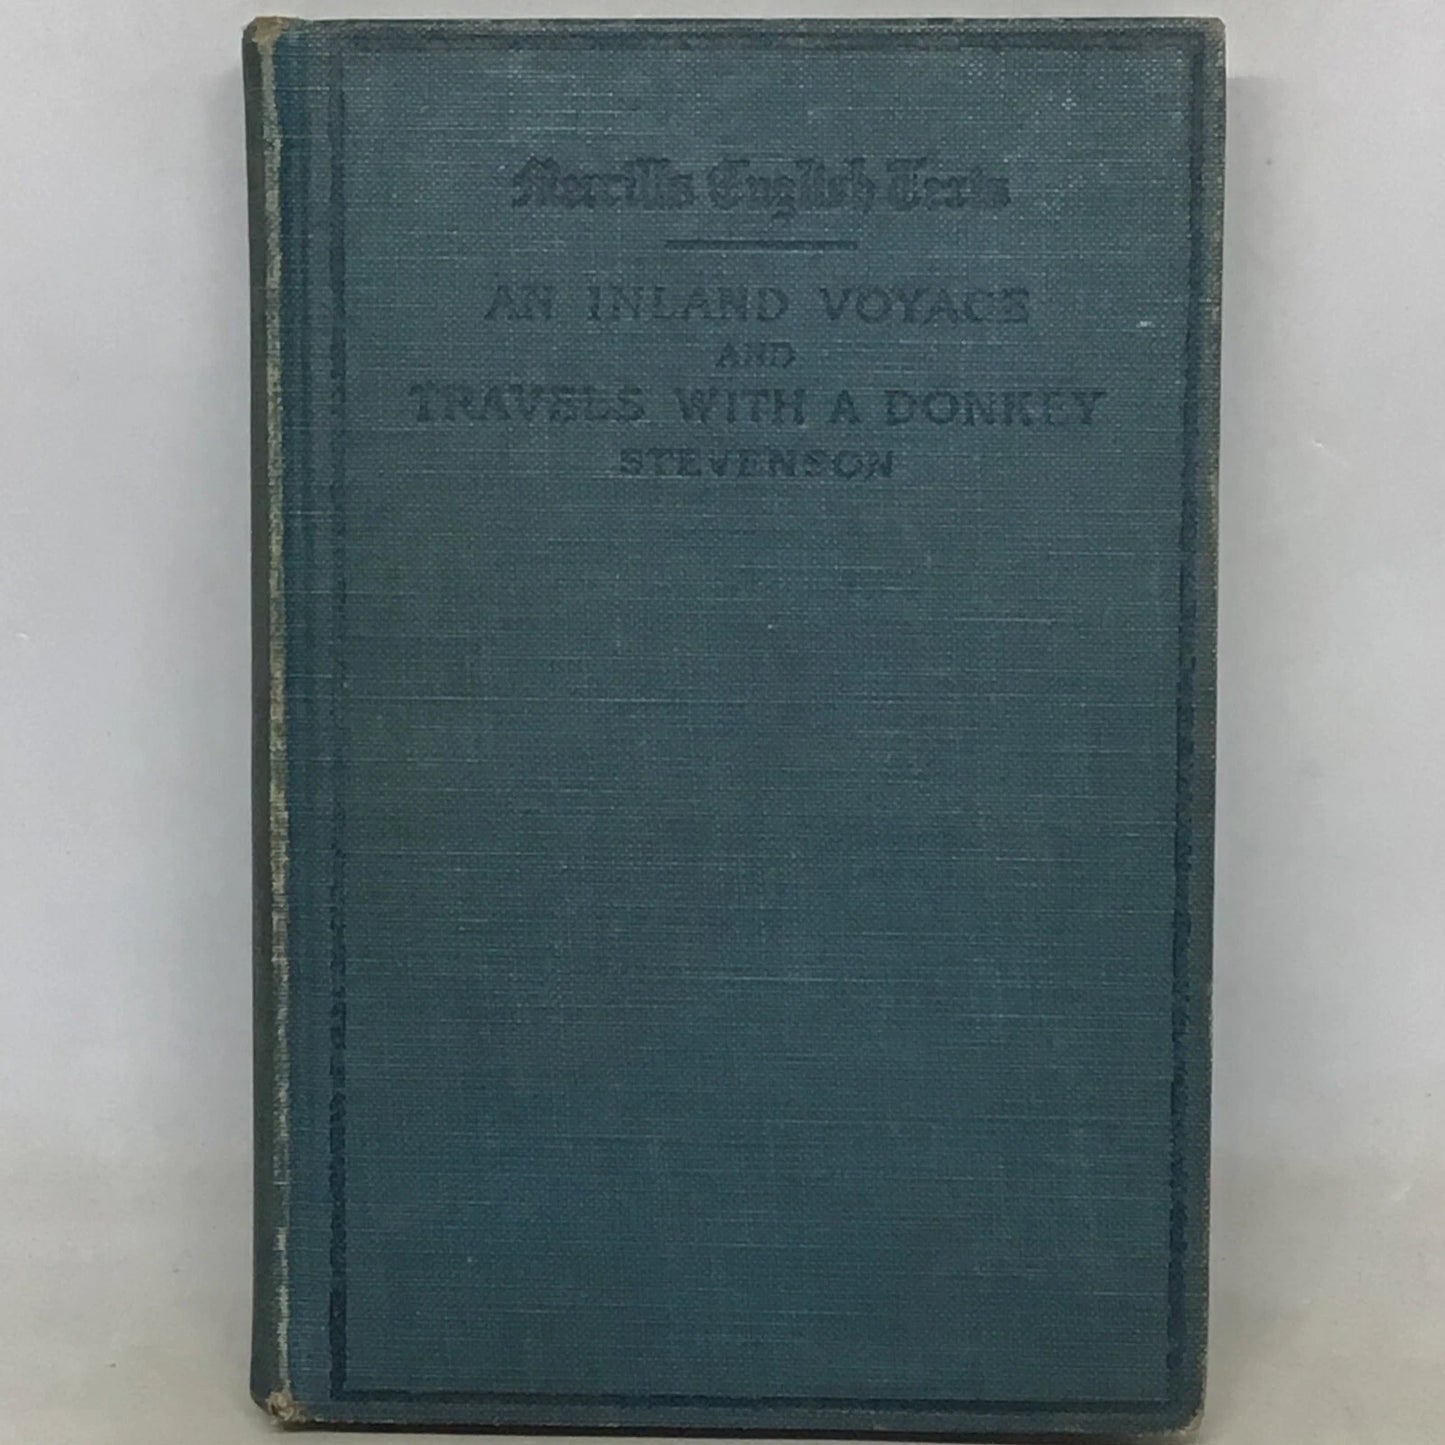 Merrill's English Texts
AN INLAND VOYAGE
AND
TRAVELS WITH A DONKEY
STEVENSON